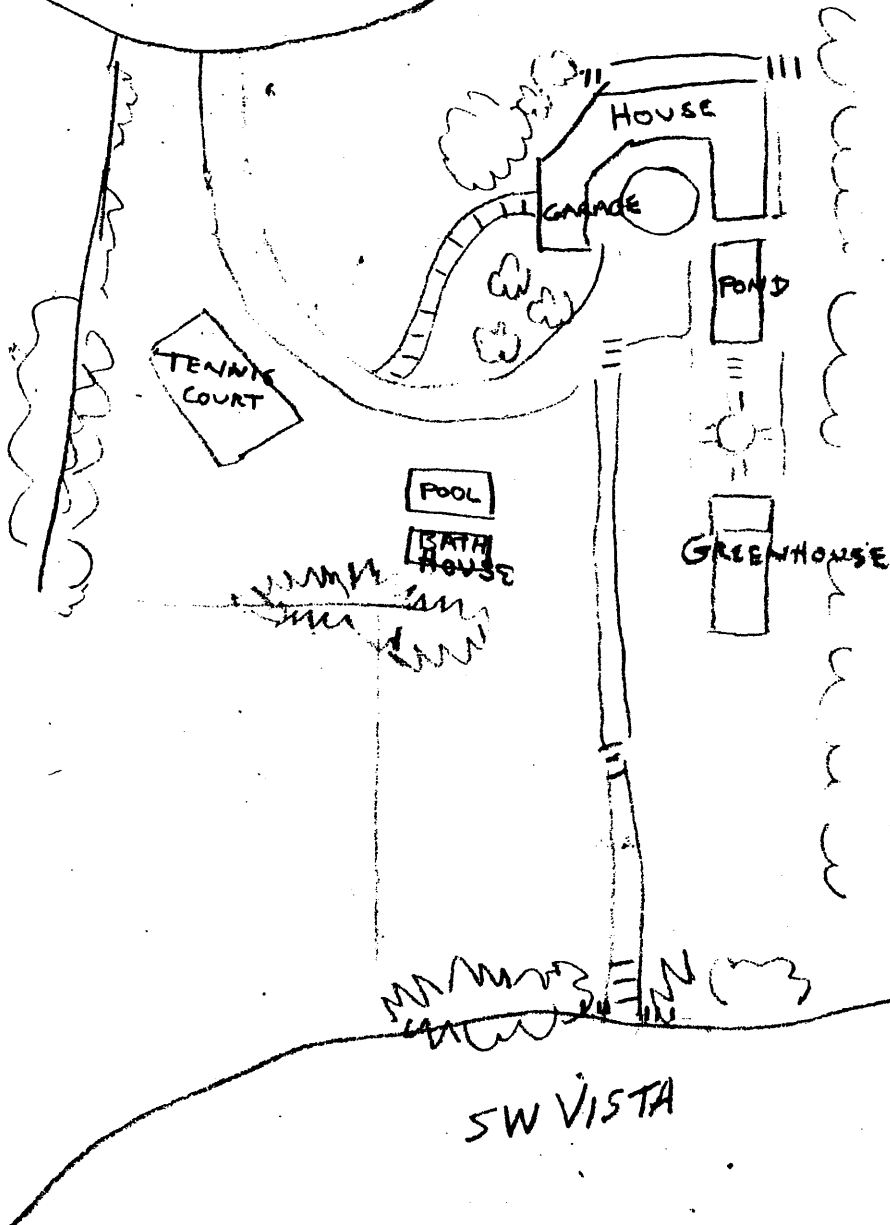 HOUSE
GARAGE
POND
TENNIS
COURT
POOL
BATH
HOUSE
GREENHOUSE
SW VISTA